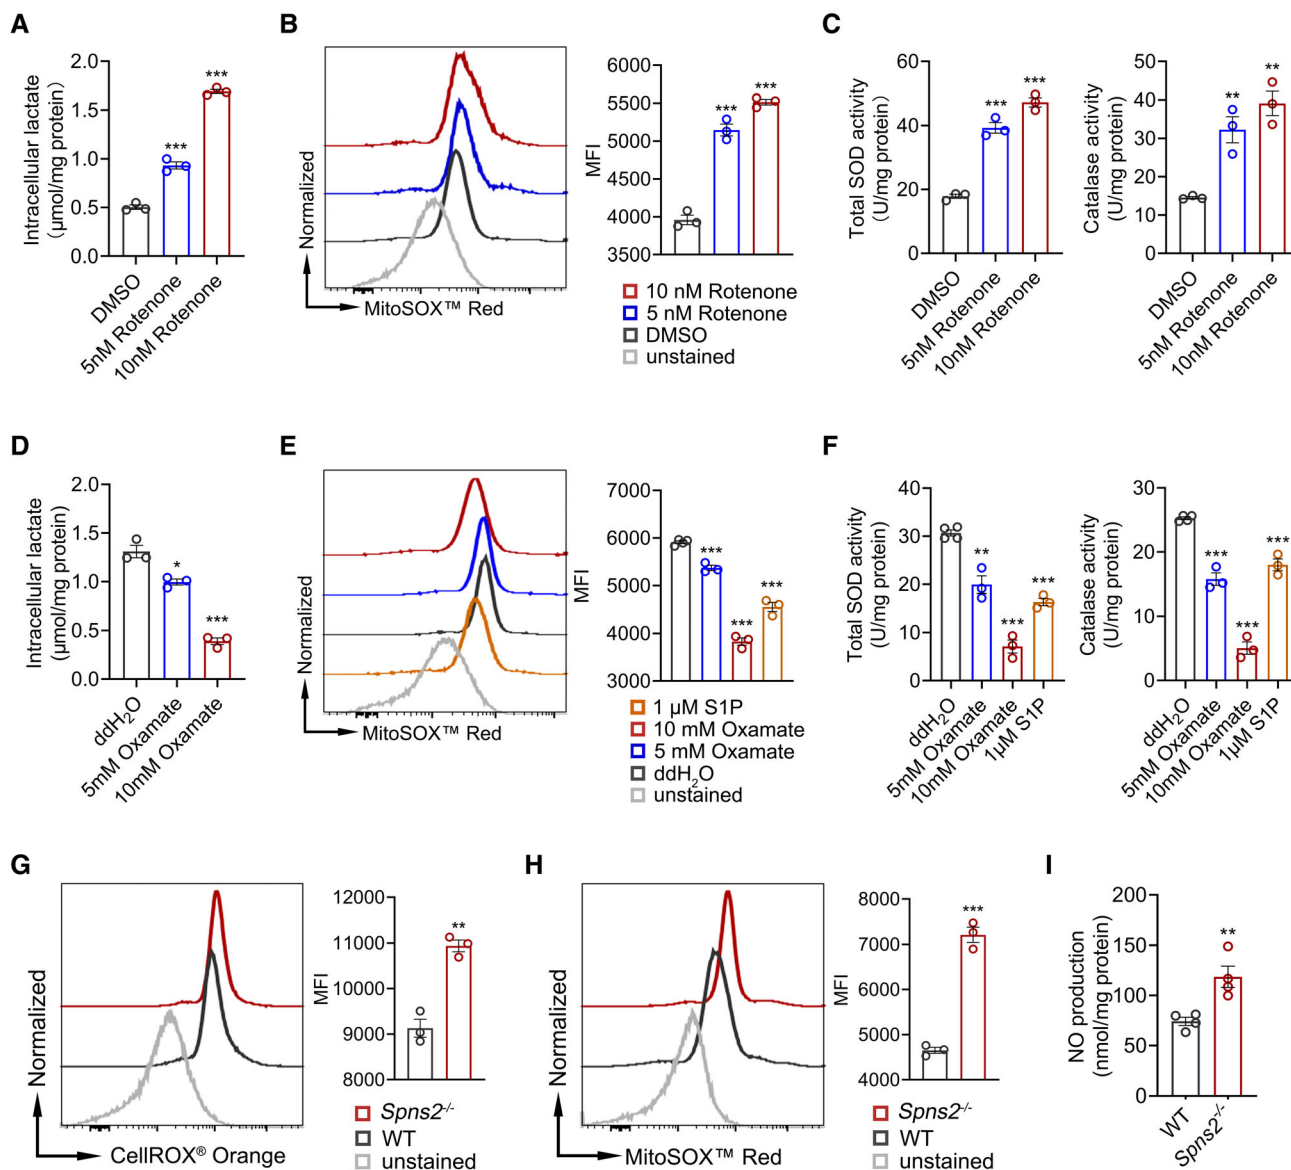 A
Intracellular lactate
(μmol/mg protein)
2.0
1.5
1.0
0.5
0.0
***
***
DMSO
5nM Rotenone
10nM Rotenone
B
Normalized
MitoSOX™ Red
MFI
6000
5500
5000
4500
4000
3500
***
***
10 nM Rotenone
5 nM Rotenone
DMSO
unstained
C
Total SOD activity
(U/mg protein)
60
40
20
0
***
***
DMSO
5nM Rotenone
10nM Rotenone
Catalase activity
(U/mg protein)
50
40
30
20
10
0
**
**
DMSO
5nM Rotenone
10nM Rotenone
D
Intracellular lactate
(μmol/mg protein)
2.0
1.5
1.0
0.5
0.0
*
***
ddH₂O
5mM Oxamate
10mM Oxamate
E
Normalized
MitoSOX™ Red
MFI
7000
6000
5000
4000
3000
***
***
***
1 μM S1P
10 mM Oxamate
5 mM Oxamate
ddH₂O
unstained
F
Total SOD activity
(U/mg protein)
40
30
20
10
0
**
***
***
ddH₂O
5mM Oxamate
10mM Oxamate
1μM S1P
Catalase activity
(U/mg protein)
30
20
10
0
***
***
***
ddH₂O
5mM Oxamate
10mM Oxamate
1μM S1P
G
Normalized
CellROX® Orange
MFI
12000
11000
10000
9000
8000
**
Spns2⁻/⁻
WT
unstained
H
Normalized
MitoSOX™ Red
MFI
8000
7000
6000
5000
4000
***
Spns2⁻/⁻
WT
unstained
I
NO production
(nmol/mg protein)
200
150
100
50
0
**
WT
Spns2⁻/⁻